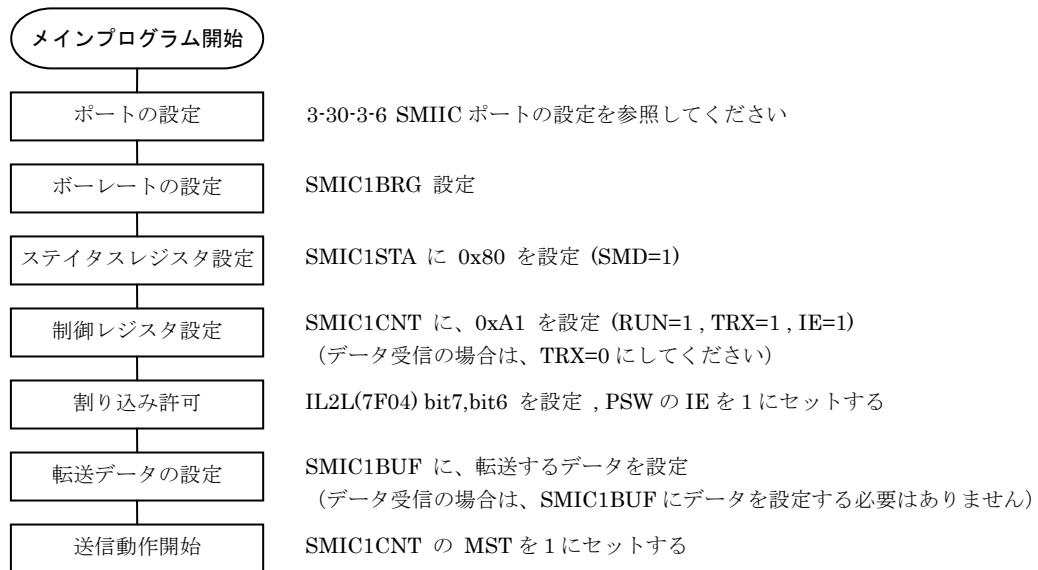 メインプログラム開始
ポートの設定 3-30-3-6 SMIIC ポートの設定を参照してください
ボーレートの設定 SMIC1BRG 設定
ステイタスレジスタ設定 SMIC1STA に 0x80 を設定 (SMD=1)
制御レジスタ設定 SMIC1CNT に、0xA1 を設定 (RUN=1 , TRX=1 , IE=1)
（データ受信の場合は、TRX=0 にしてください）
割り込み許可 IL2L(7F04) bit7,bit6 を設定 , PSW の IE を 1 にセットする
転送データの設定 SMIC1BUF に、転送するデータを設定
（データ受信の場合は、SMIC1BUF にデータを設定する必要はありません）
送信動作開始 SMIC1CNT の MST を 1 にセットする